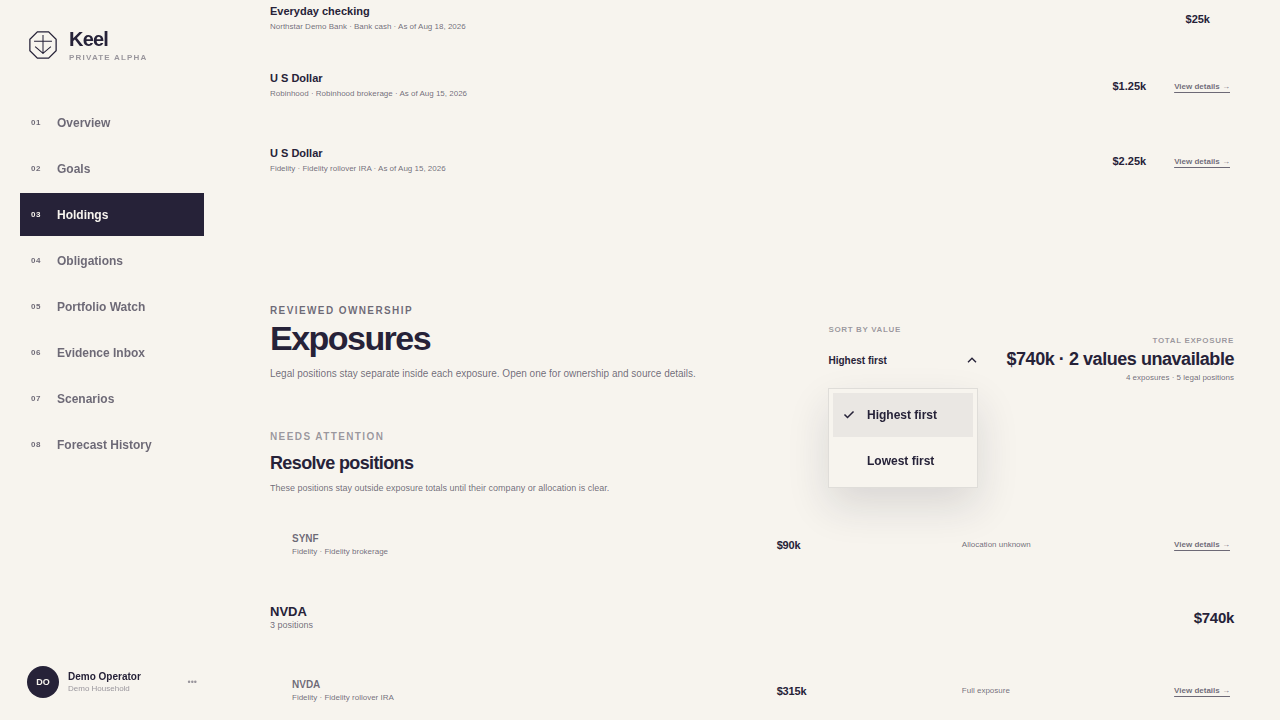 Keel
PRIVATE ALPHA
01 Overview
02 Goals
03 Holdings
04 Obligations
05 Portfolio Watch
06 Evidence Inbox
07 Scenarios
08 Forecast History
DO
Demo Operator
Demo Household
•••
Everyday checking
Northstar Demo Bank · Bank cash · As of Aug 18, 2026
$25k
U S Dollar
Robinhood · Robinhood brokerage · As of Aug 15, 2026
$1.25k
View details →
U S Dollar
Fidelity · Fidelity rollover IRA · As of Aug 15, 2026
$2.25k
View details →
REVIEWED OWNERSHIP
Exposures
Legal positions stay separate inside each exposure. Open one for ownership and source details.
SORT BY VALUE
Highest first
Highest first
Lowest first
TOTAL EXPOSURE
$740k · 2 values unavailable
4 exposures · 5 legal positions
NEEDS ATTENTION
Resolve positions
These positions stay outside exposure totals until their company or allocation is clear.
SYNF
Fidelity · Fidelity brokerage
$90k
Allocation unknown
View details →
NVDA
3 positions
$740k
NVDA
Fidelity · Fidelity rollover IRA
$315k
Full exposure
View details →